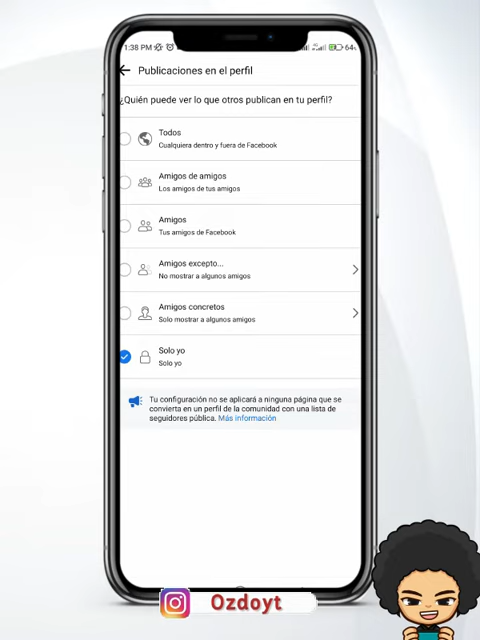 1:38 PM
64
Publicaciones en el perfil
¿Quién puede ver lo que otros publican en tu perfil?
Todos
Cualquiera dentro y fuera de Facebook
Amigos de amigos
Los amigos de tus amigos
Amigos
Tus amigos de Facebook
Amigos excepto...
No mostrar a algunos amigos
Amigos concretos
Solo mostrar a algunos amigos
Solo yo
Solo yo
Tu configuración no se aplicará a ninguna página que se
convierta en un perfil de la comunidad con una lista de
seguidores pública. Más información
Ozdoyt